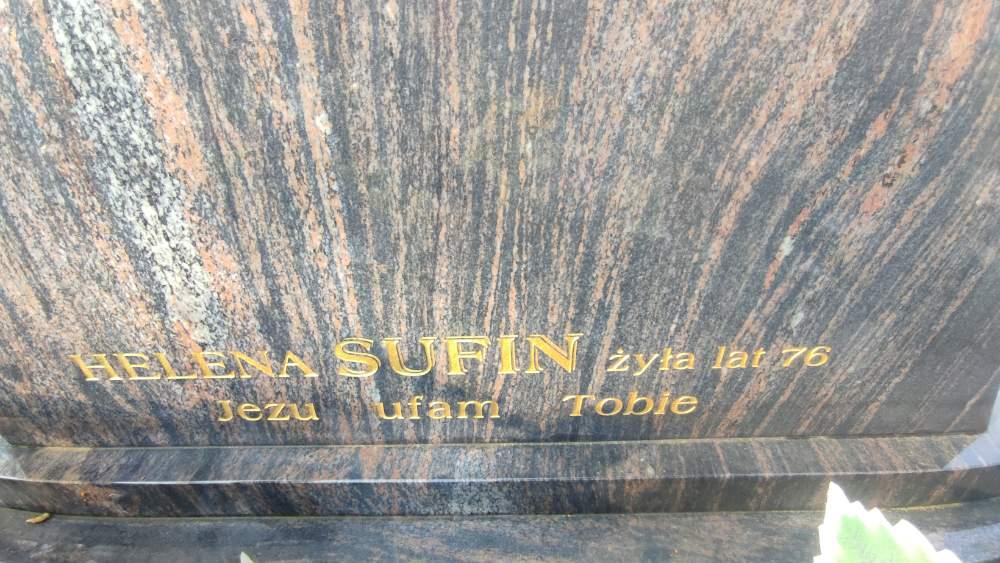 HELENA SUFIN żyła lat 76
Jezu ufam Tobie